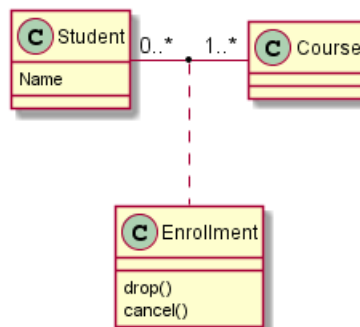 C Student
0..*
1..*
C Course
Name
C Enrollment
drop()
cancel()